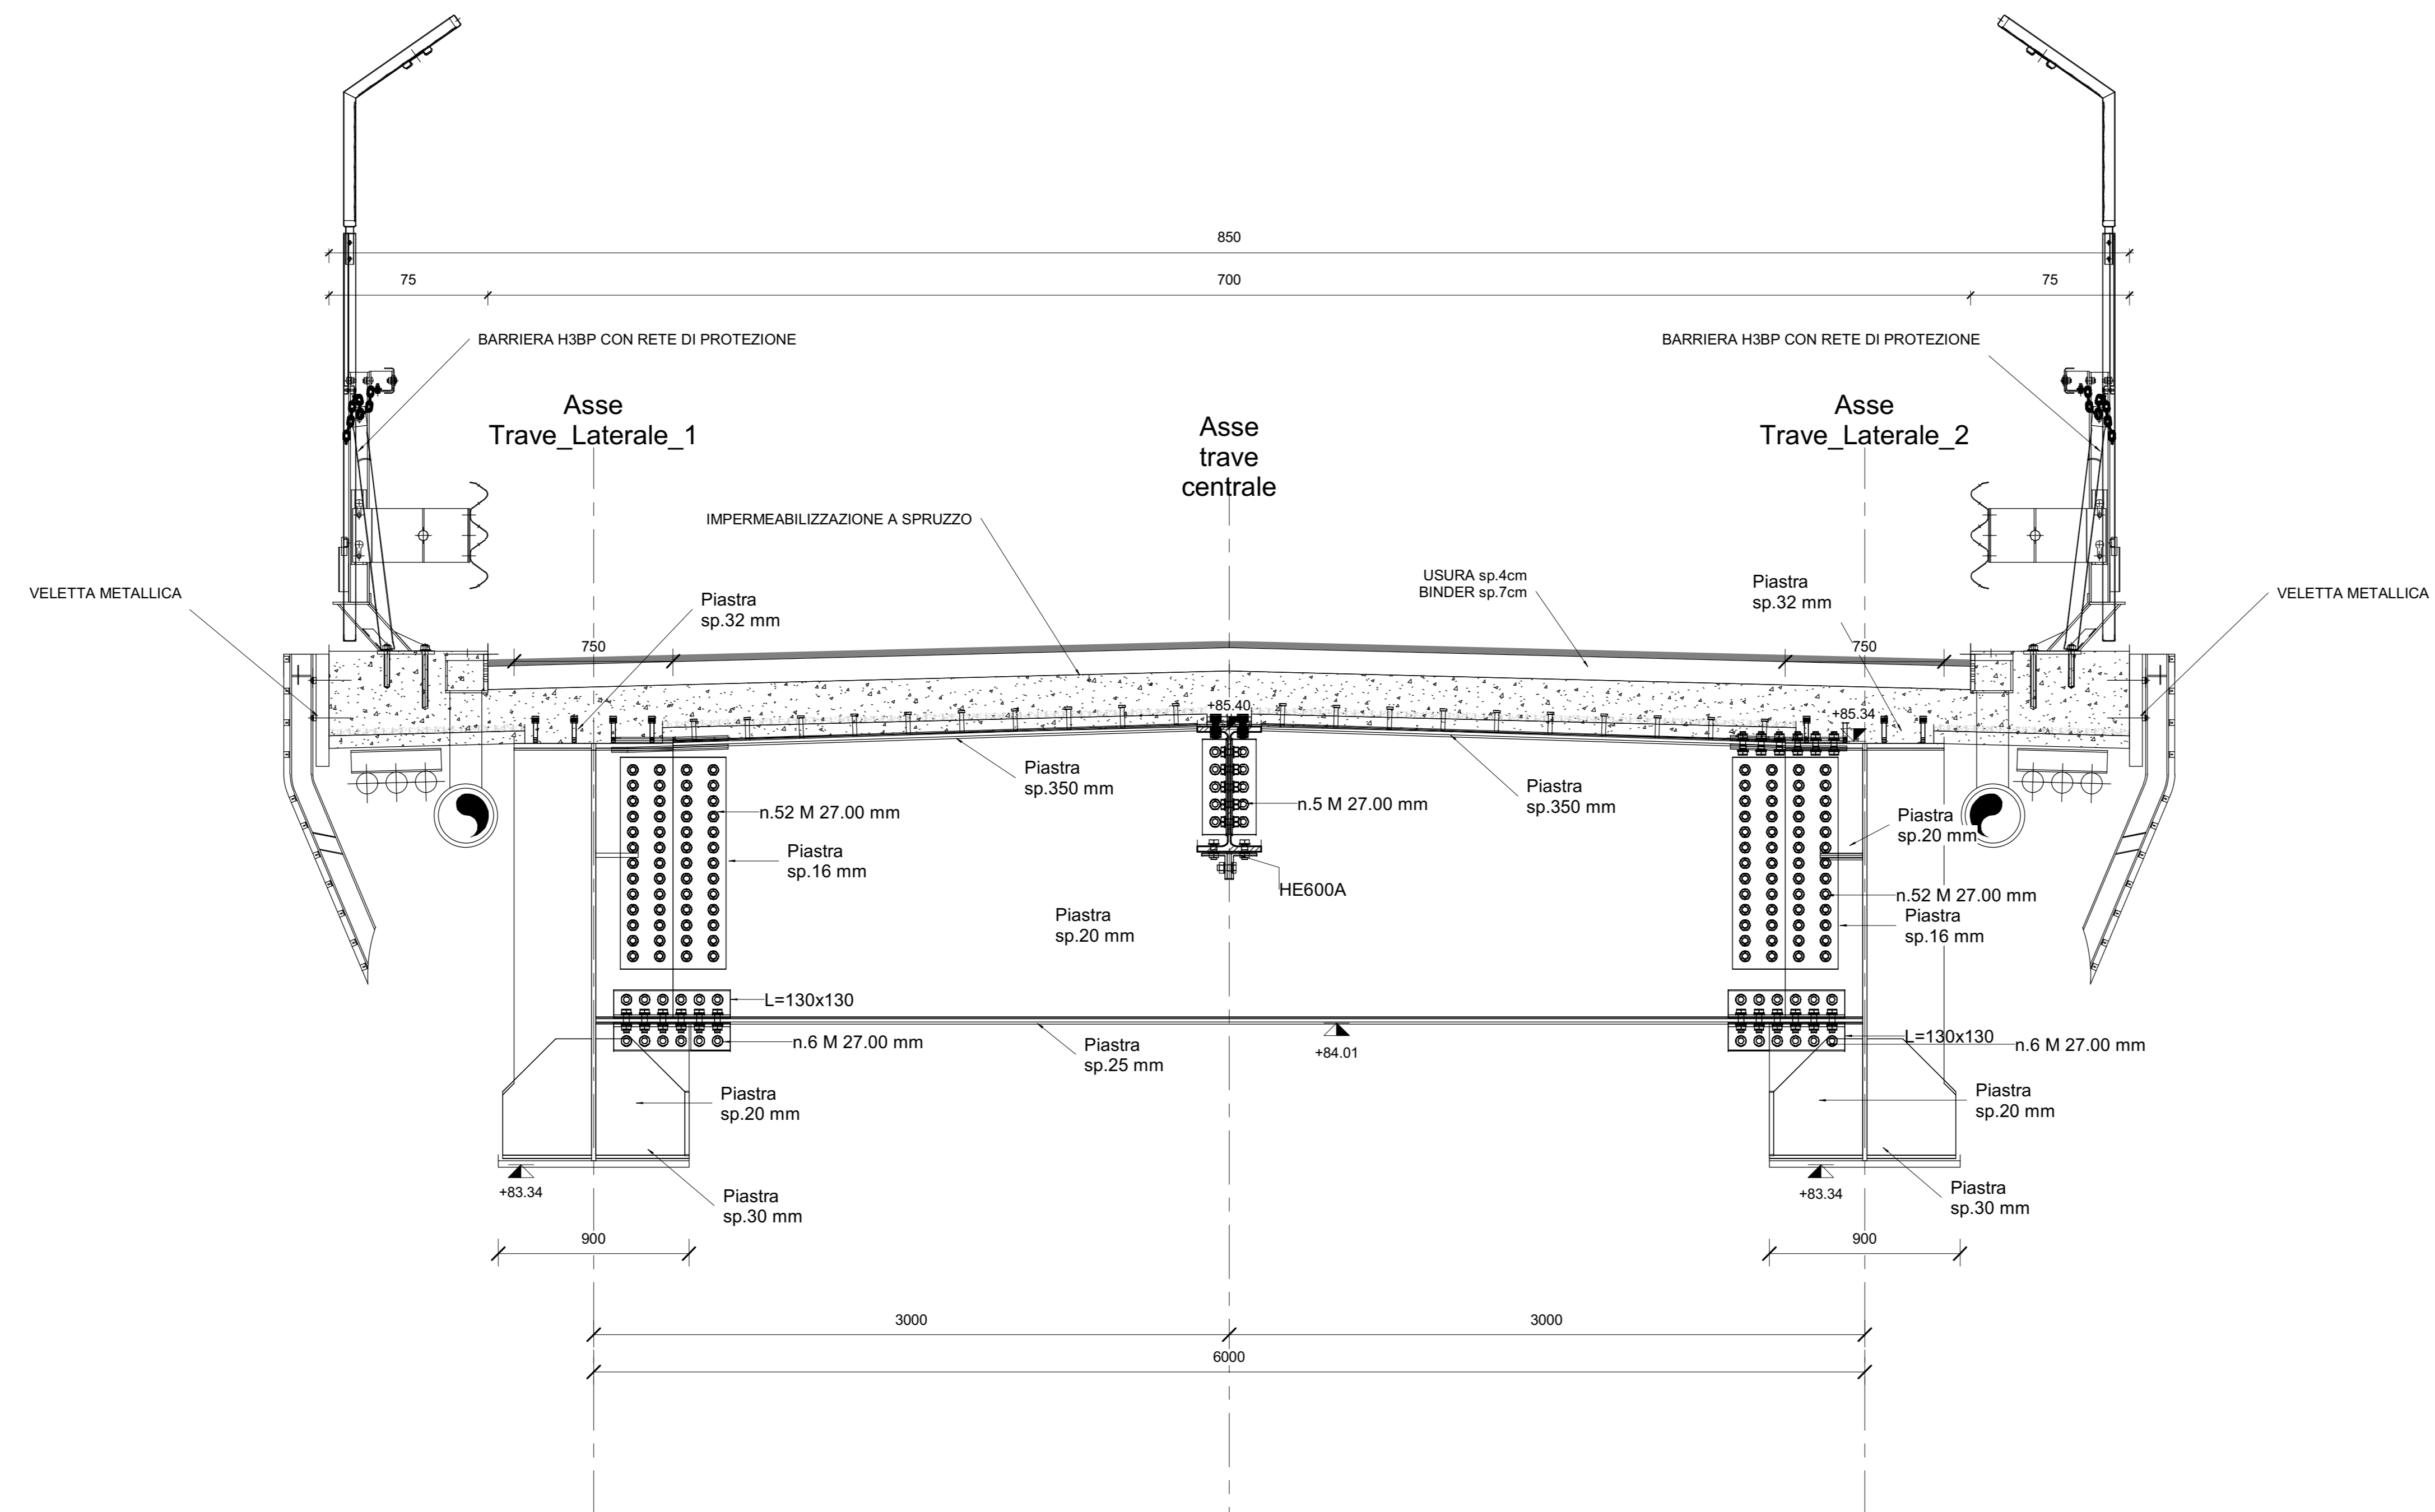 850
75
700
75
BARRIERA H3BP CON RETE DI PROTEZIONE
BARRIERA H3BP CON RETE DI PROTEZIONE
Asse
Trave_Laterale_1
Asse
trave
centrale
Asse
Trave_Laterale_2
IMPERMEABILIZZAZIONE A SPRUZZO
USURA sp.4cm
BINDER sp.7cm
Piastra
sp.32 mm
VELETTA METALLICA
Piastra
sp.32 mm
VELETTA METALLICA
750
750
+85.40
+85.34
Piastra
sp.350 mm
Piastra
sp.350 mm
n.52 M 27.00 mm
n.5 M 27.00 mm
Piastra
sp.20 mm
Piastra
sp.16 mm
HE600A
n.52 M 27.00 mm
Piastra
sp.20 mm
Piastra
sp.16 mm
L=130x130
n.6 M 27.00 mm
Piastra
sp.25 mm
+84.01
L=130x130
n.6 M 27.00 mm
Piastra
sp.20 mm
Piastra
sp.20 mm
+83.34
Piastra
sp.30 mm
+83.34
Piastra
sp.30 mm
900
900
3000
3000
6000